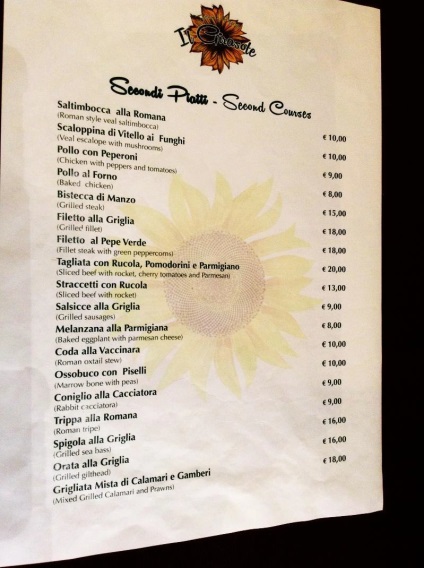 Il Girasole
Secondi Piatti - Second Courses
Saltimbocca alla Romana € 10,00
(Roman style veal saltimbocca)
Scaloppina di Vitello ai Funghi € 10,00
(Veal escalope with mushrooms)
Pollo con Peperoni € 9,00
(Chicken with peppers and tomatoes)
Pollo al Forno € 8,00
(Baked chicken)
Bistecca di Manzo € 15,00
(Grilled steak)
Filetto alla Griglia € 18,00
(Grilled fillet)
Filetto al Pepe Verde € 18,00
(Fillet steak with green peppercorns)
Tagliata con Rucola, Pomodorini e Parmigiano € 20,00
(Sliced beef with rocket, cherry tomatoes and Parmesan)
Straccetti con Rucola € 13,00
(Sliced beef with rocket)
Salsicce alla Griglia € 9,00
(Grilled sausages)
Melanzana alla Parmigiana € 8,00
(Baked eggplant with parmesan cheese)
Coda alla Vaccinara € 10,00
(Roman oxtail stew)
Ossobuco con Piselli € 10,00
(Marrow bone with peas)
Coniglio alla Cacciatora € 9,00
(Rabbit cacciatora)
Trippa alla Romana € 9,00
(Roman tripe)
Spigola alla Griglia € 16,00
(Grilled sea bass)
Orata alla Griglia € 16,00
(Grilled gilthead)
Grigliata Mista di Calamari e Gamberi € 18,00
(Mixed Grilled Calamari and Prawns)